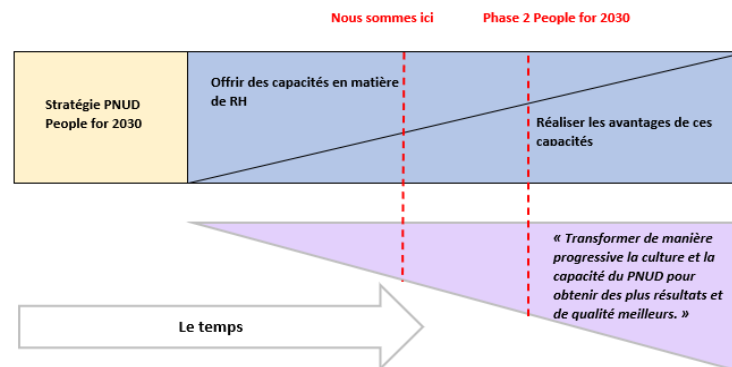 Nous sommes ici
Phase 2 People for 2030
Stratégie PNUD
People for 2030
Offrir des capacités en matière
de RH
Réaliser les avantages de ces
capacités
« Transformer de manière
progressive la culture et la
capacité du PNUD pour
obtenir des plus résultats et
de qualité meilleurs. »
Le temps